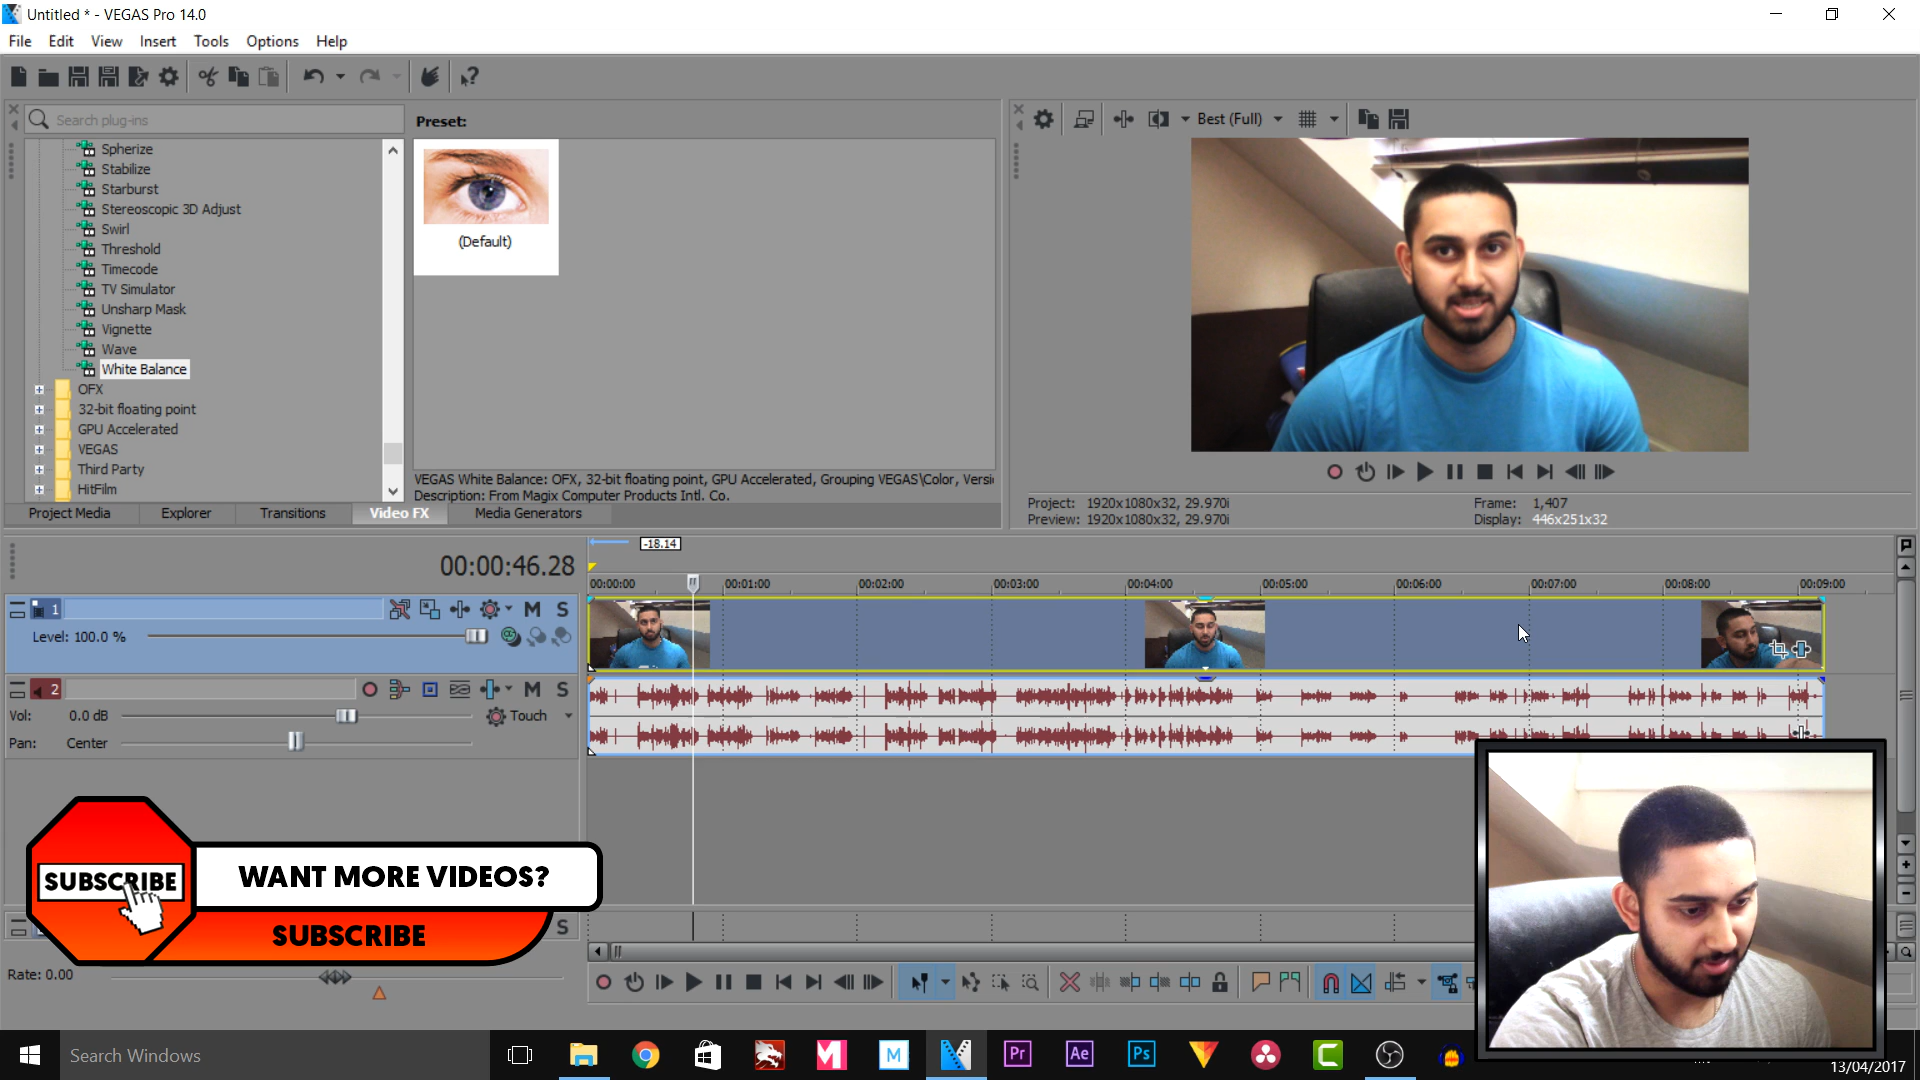 Untitled * - VEGAS Pro 14.0
File Edit View Insert Tools Options Help
Search plug-ins
Preset:
Best (Full)
Spherize
Stabilize
Starburst
Stereoscopic 3D Adjust
Swirl
Threshold
Timecode
TV Simulator
Unsharp Mask
Vignette
Wave
White Balance
OFX
32-bit floating point
GPU Accelerated
VEGAS
Third Party
HitFilm
(Default)
VEGAS White Balance: OFX, 32-bit floating point, GPU Accelerated, Grouping VEGAS\Color, Versi
Description: From Magix Computer Products Intl. Co.
Project Media Explorer Transitions Video FX Media Generators
Project: 1920x1080x32, 29.970i
Preview: 1920x1080x32, 29.970i
Frame: 1,407
Display: 446x251x32
00:00:46.28
-18.14
00:00:00 00:01:00 00:02:00 00:03:00 00:04:00 00:05:00 00:06:00 00:07:00 00:08:00 00:09:00
1 M S
Level: 100.0 %
2 M S
Vol: 0.0 dB Touch
Pan: Center
SUBSCRIBE
WANT MORE VIDEOS?
SUBSCRIBE
S
Rate: 0.00
Search Windows
M M Pr Ae Ps C
13/04/2017